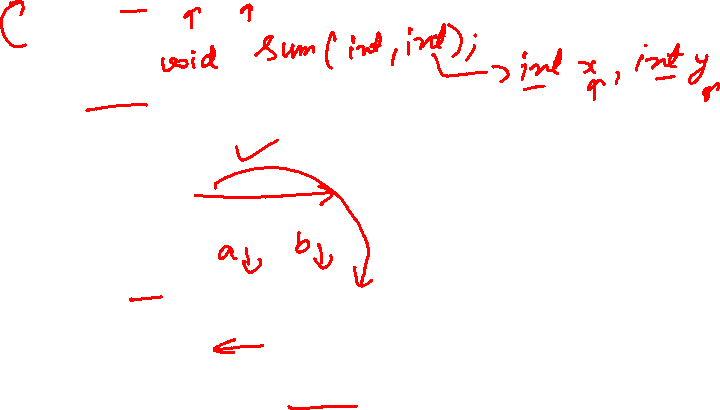 C void sum(int, int); int x, int y
a b